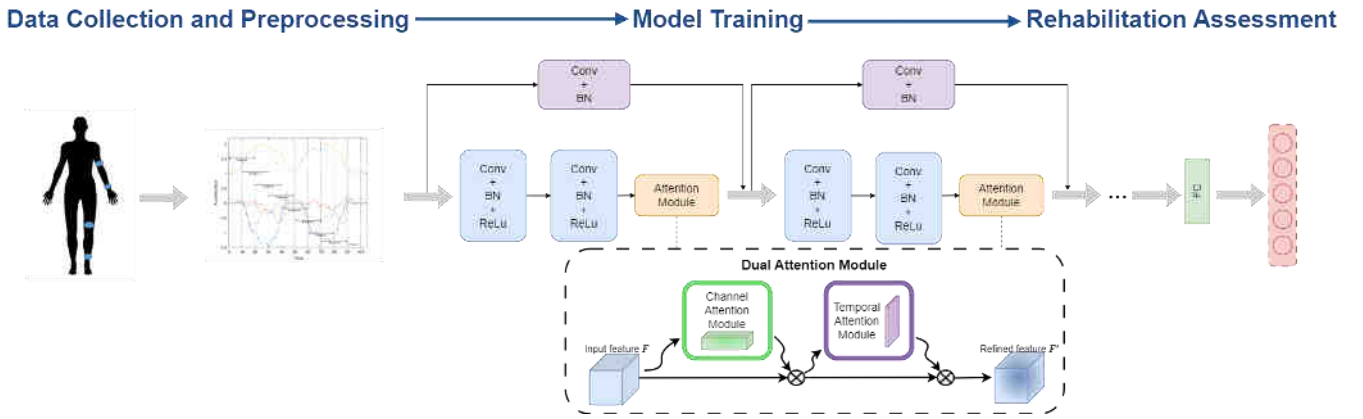 Data Collection and Preprocessing
Model Training
Rehabilitation Assessment
Conv
+
BN
Conv
+
BN
Conv
+
BN
+
ReLu
Conv
+
BN
+
ReLu
Attention
Module
Conv
+
BN
+
ReLu
Conv
+
BN
+
ReLu
Attention
Module
...
FC
Dual Attention Module
Channel
Attention
Module
Temporal
Attention
Module
Input feature F
Refined feature F'